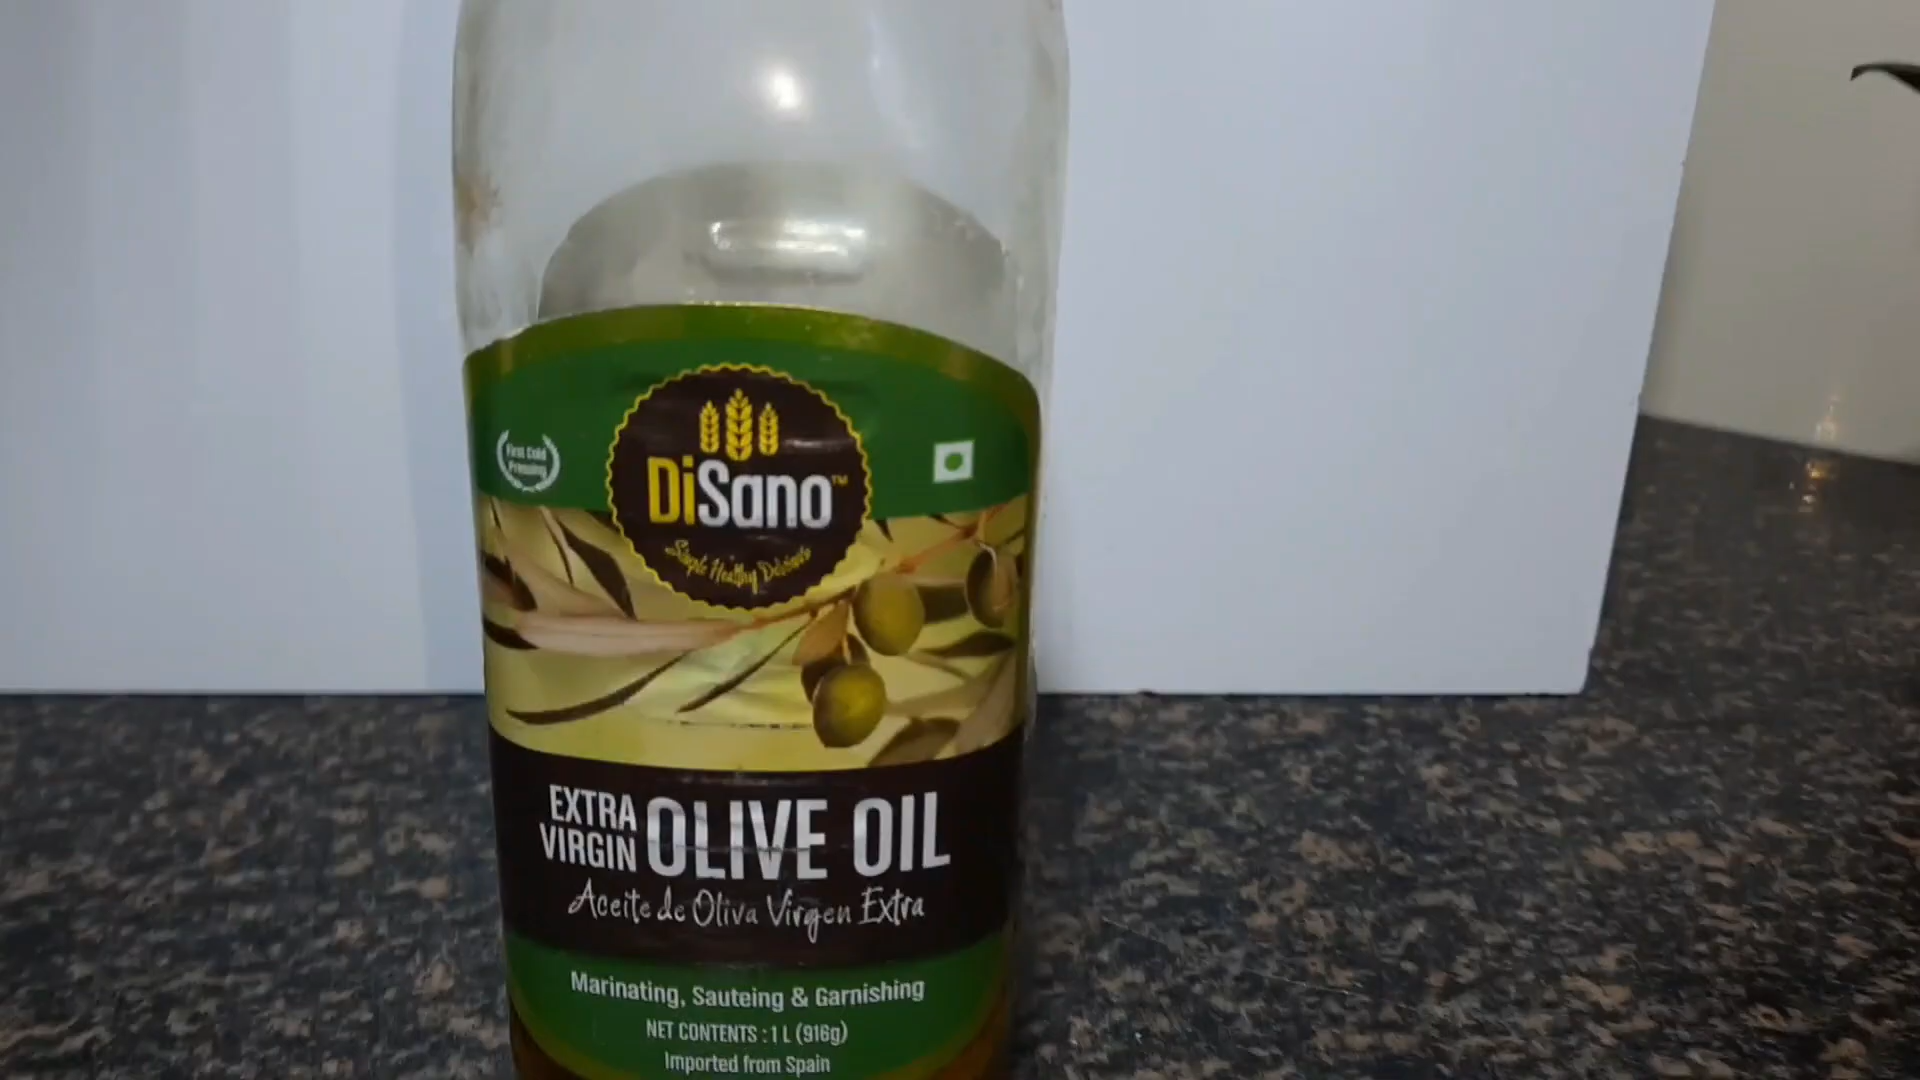 First Cold
Pressing
DiSano™
Simple Healthy Delicious
EXTRA
VIRGIN
OLIVE OIL
Aceite de Oliva Virgen Extra
Marinating, Sauteing & Garnishing
NET CONTENTS : 1 L (916g)
Imported from Spain